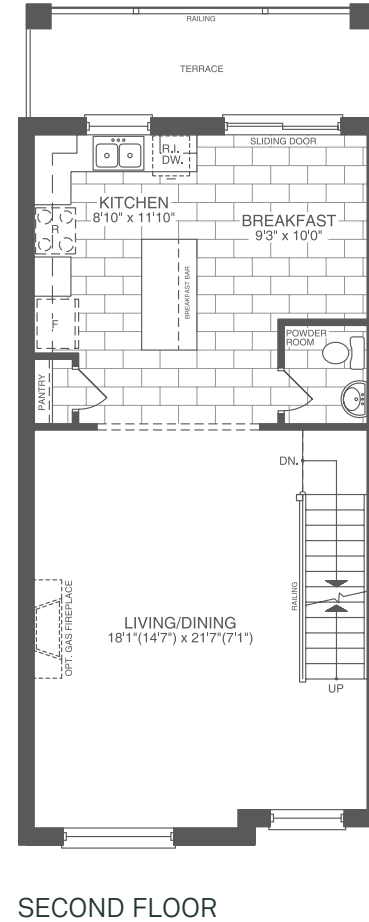 RAILING
TERRACE
SLIDING DOOR
R.I.
DW.
KITCHEN
8'10" x 11'10"
BREAKFAST
9'3" x 10'0"
R
BREAKFAST BAR
F
POWDER
ROOM
PANTRY
DN.
RAILING
OPT. GAS FIREPLACE
LIVING/DINING
18'1"(14'7") x 21'7"(7'1")
UP
SECOND FLOOR